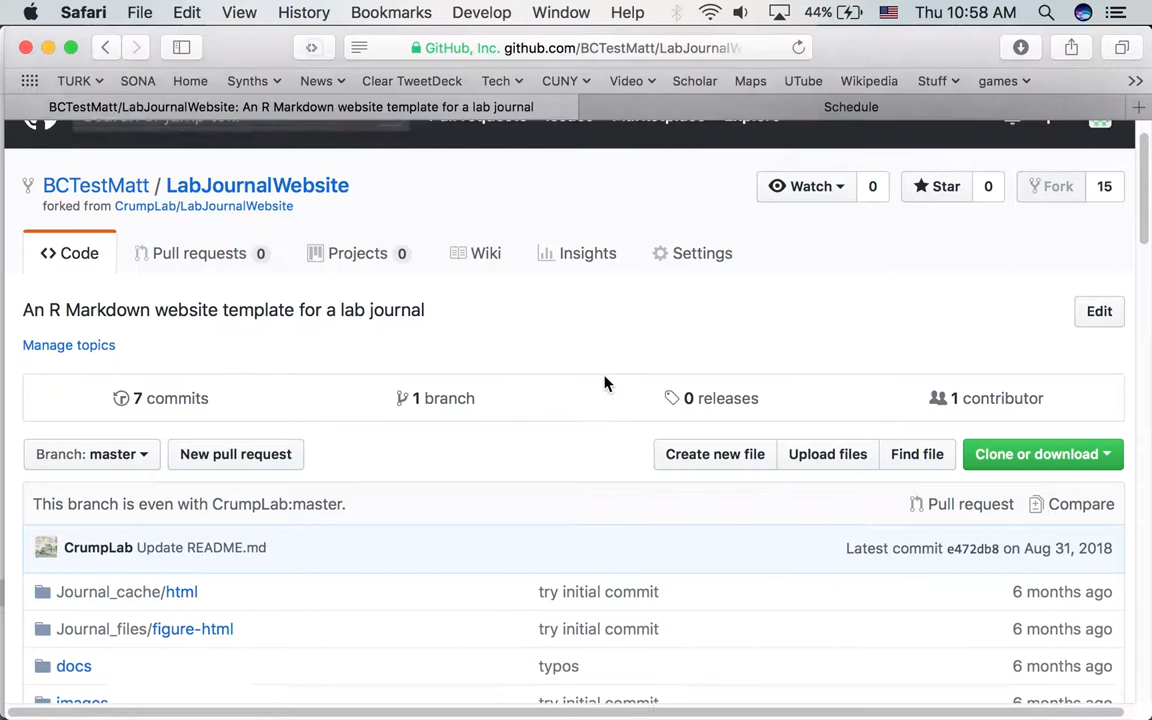 Safari File Edit View History Bookmarks Develop Window Help 44% Thu 10:58 AM
GitHub, Inc. github.com/BCTestMatt/LabJournalW
TURK SONA Home Synths News Clear TweetDeck Tech CUNY Video Scholar Maps UTube Wikipedia Stuff games
BCTestMatt/LabJournalWebsite: An R Markdown website template for a lab journal Schedule
BCTestMatt / LabJournalWebsite Watch 0 Star 0 Fork 15
forked from CrumpLab/LabJournalWebsite
Code Pull requests 0 Projects 0 Wiki Insights Settings
An R Markdown website template for a lab journal Edit
Manage topics
7 commits 1 branch 0 releases 1 contributor
Branch: master New pull request Create new file Upload files Find file Clone or download
This branch is even with CrumpLab:master. Pull request Compare
CrumpLab Update README.md Latest commit e472db8 on Aug 31, 2018
Journal_cache/html try initial commit 6 months ago
Journal_files/figure-html try initial commit 6 months ago
docs typos 6 months ago
images try initial commit 6 months ago